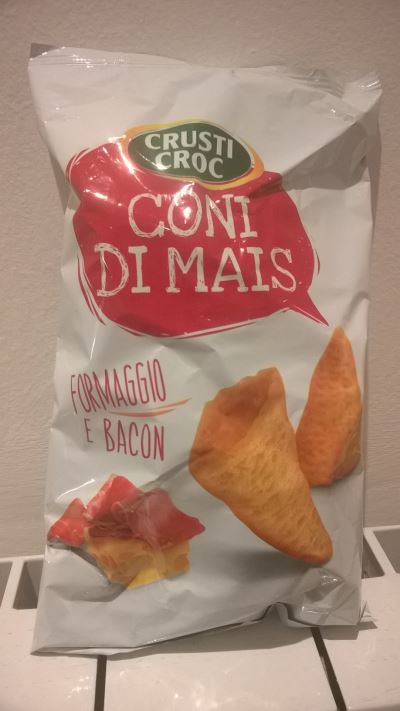 CRUSTI
CROC
CONI
DI MAIS
FORMAGGIO
E BACON